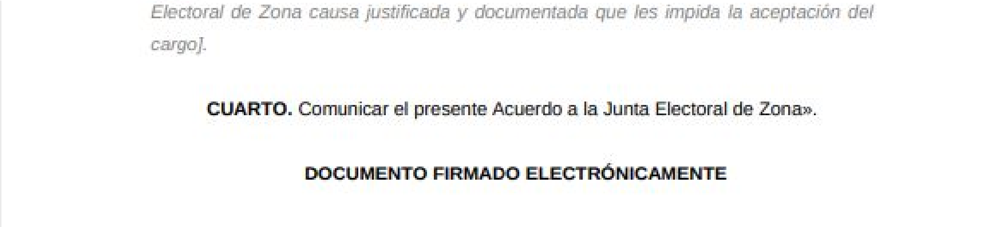 Electoral de Zona causa justificada y documentada que les impida la aceptación del
cargo].
CUARTO. Comunicar el presente Acuerdo a la Junta Electoral de Zona».
DOCUMENTO FIRMADO ELECTRÓNICAMENTE